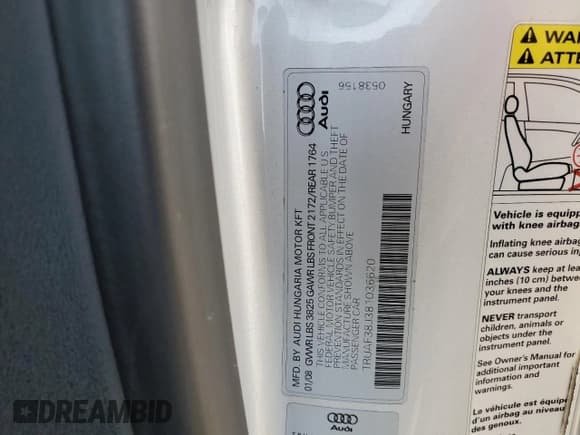 0538156
Audi
HUNGARY
MFD. BY AUDI HUNGARIA MOTOR KFT
01/08 GVWR LBS 3825 GAWR LBS FRONT 2172/REAR 1764
THIS VEHICLE CONFORMS TO ALL APPLICABLE U.S.
FEDERAL MOTOR VEHICLE SAFETY, BUMPER AND THEFT
PREVENTION STANDARDS IN EFFECT ON THE DATE OF
MANUFACTURE SHOWN ABOVE
PASSENGER CAR
TRUAF38J381036620
Audi
WAR
ATTE
Vehicle is equip
with knee airbag
Inflating knee airbag
can cause serious in
ALWAYS keep at lea
inches (10 cm) betwe
your knees and the
instrument panel.
NEVER transport
children, animals or
objects under the
instrument panel.
See Owner's Manual for
additional important
information and
warnings.
Le véhicule est équip
d'un airbag au niveau
des genoux.
DREAMBID